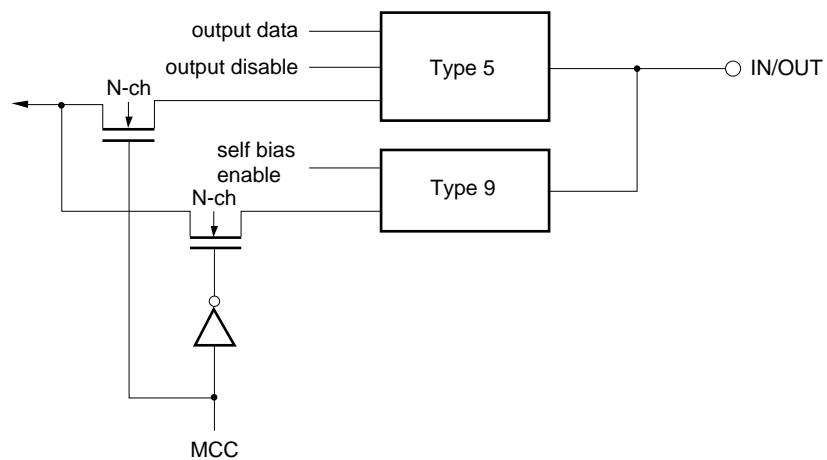 output data
output disable
Type 5
IN/OUT
N-ch
self bias
enable
Type 9
N-ch
MCC